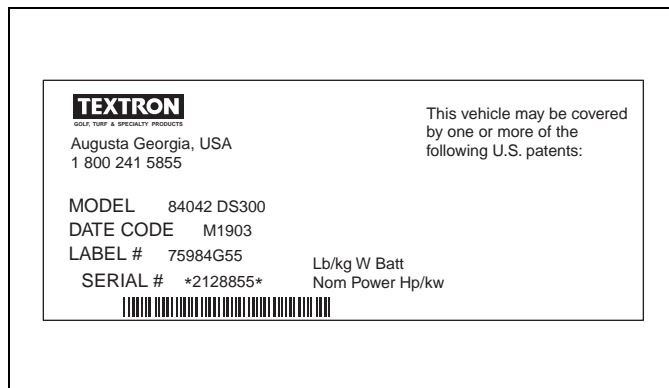 TEXTRON
GOLF, TURF & SPECIALTY PRODUCTS
Augusta Georgia, USA
1 800 241 5855
This vehicle may be covered
by one or more of the
following U.S. patents:
MODEL 84042 DS300
DATE CODE M1903
LABEL # 75984G55
SERIAL # *2128855*
Lb/kg W Batt
Nom Power Hp/kw